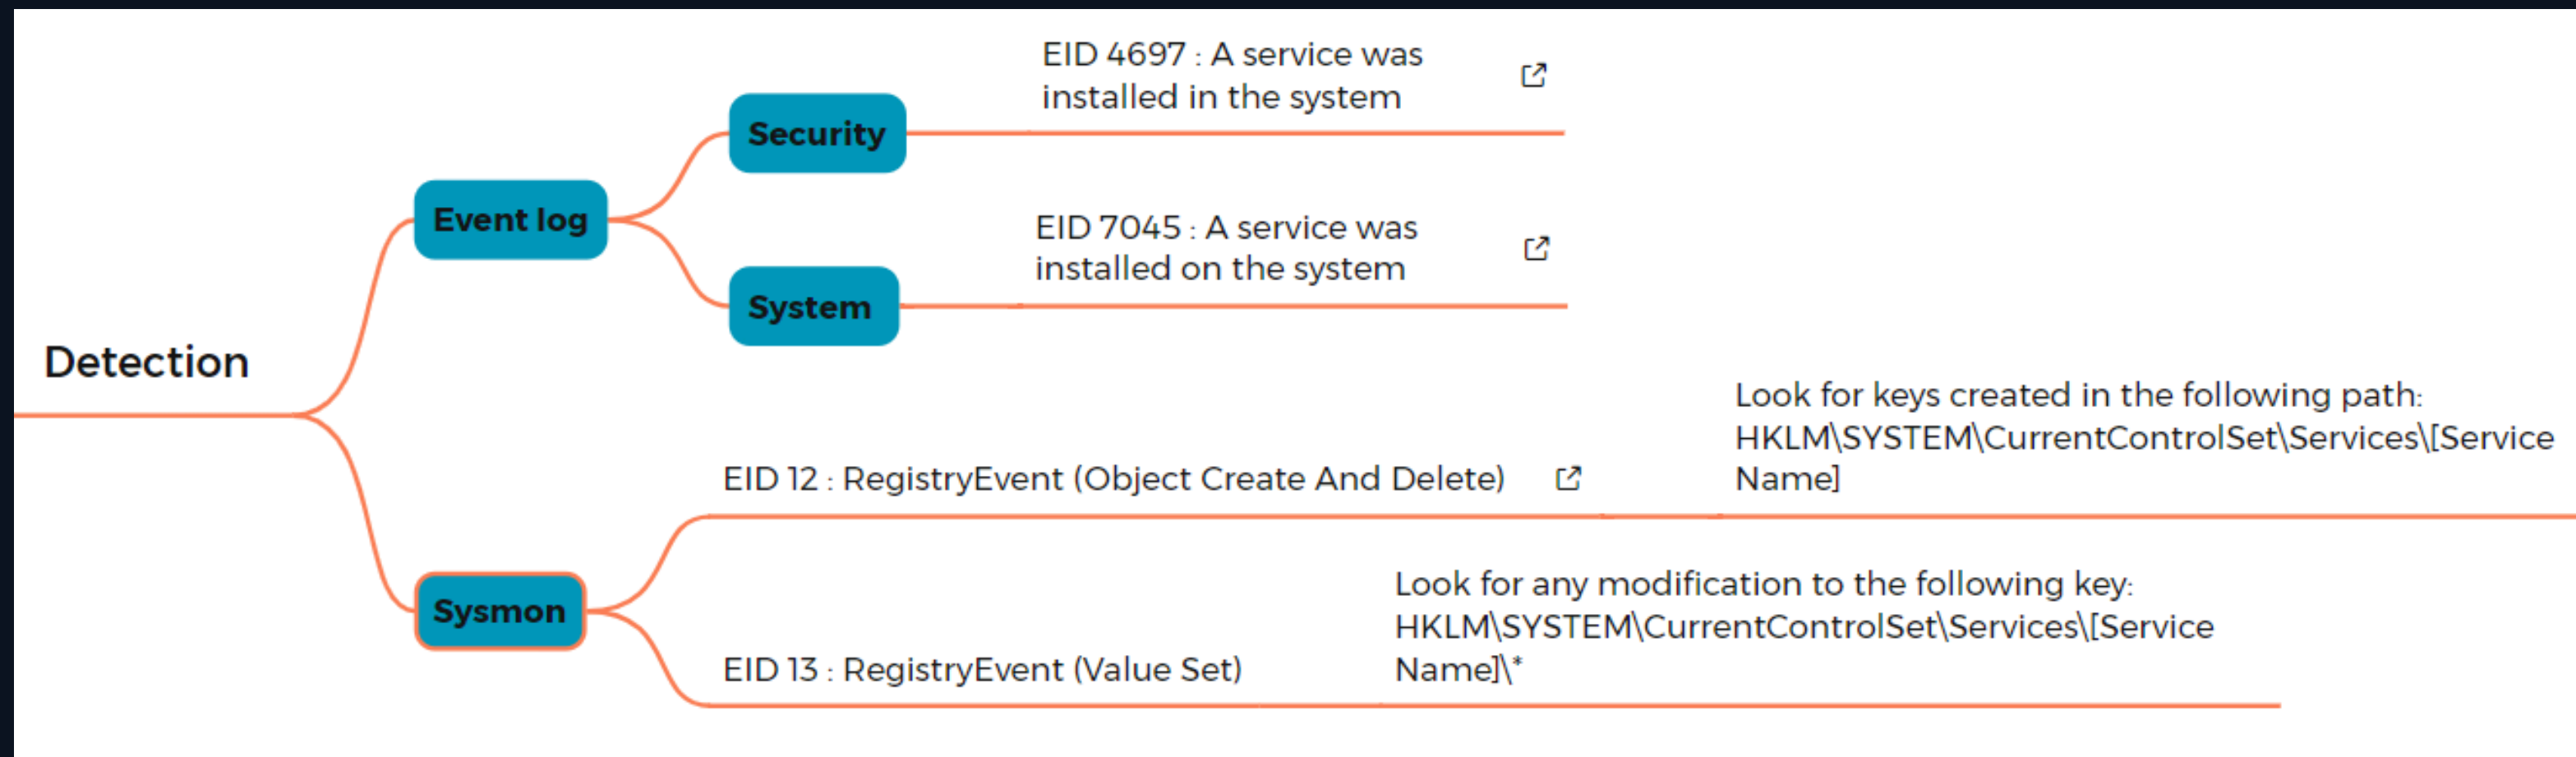 Detection
Event log
Security
EID 4697 : A service was
installed in the system
System
EID 7045 : A service was
installed on the system
Sysmon
EID 12 : RegistryEvent (Object Create And Delete)
Look for keys created in the following path:
HKLM\SYSTEM\CurrentControlSet\Services\[Service
Name]
EID 13 : RegistryEvent (Value Set)
Look for any modification to the following key:
HKLM\SYSTEM\CurrentControlSet\Services\[Service
Name]\*